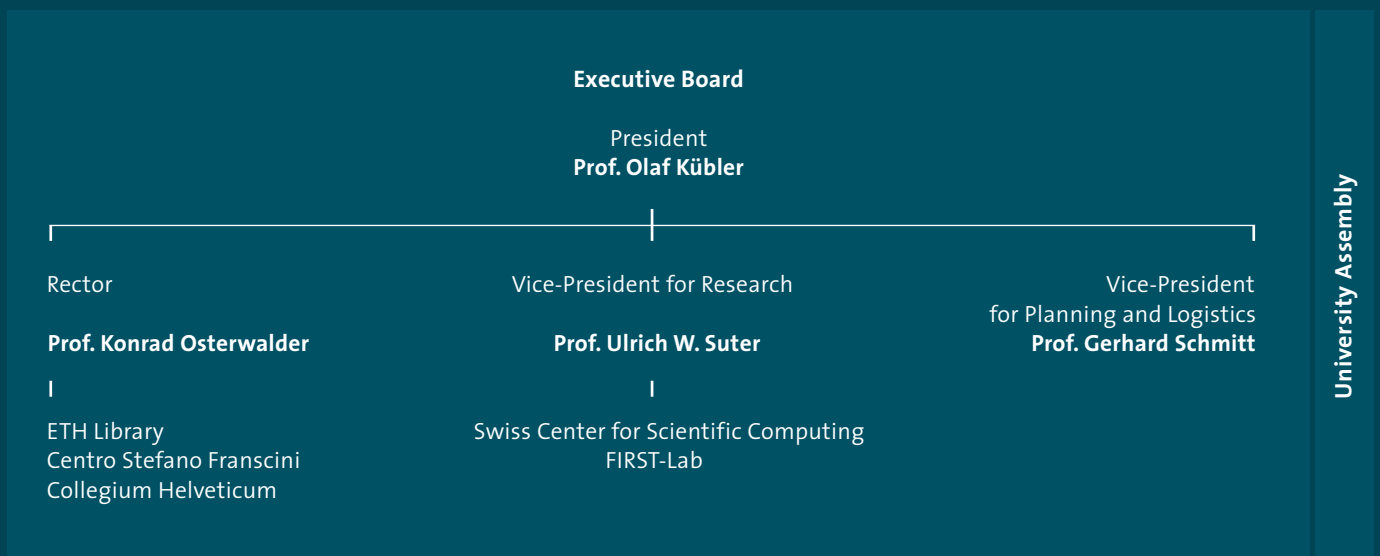 Executive Board
President
Prof. Olaf Kübler
Rector
Prof. Konrad Osterwalder
ETH Library
Centro Stefano Franscini
Collegium Helveticum
Vice-President for Research
Prof. Ulrich W. Suter
Swiss Center for Scientific Computing
FIRST-Lab
Vice-President
for Planning and Logistics
Prof. Gerhard Schmitt
University Assembly